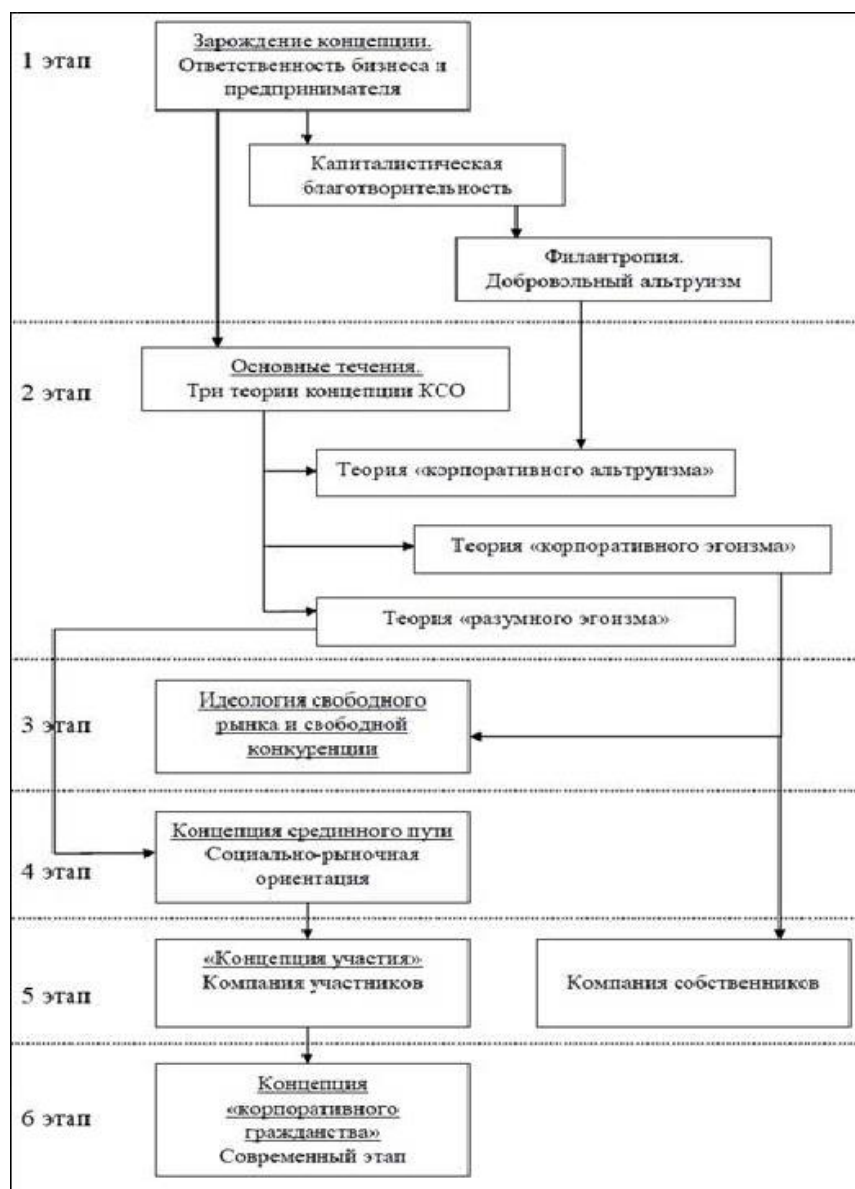 1 этап
Зарождение концепции.
Ответственность бизнеса и
предпринимателя
Капиталистическая
благотворительность
Филантропия.
Добровольный альтруизм
2 этап
Основные течения.
Три теории концепции КСО
Теория «корпоративного альтруизма»
Теория «корпоративного эгоизма»
Теория «разумного эгоизма»
3 этап
Идеология свободного
рынка и свободной
конкуренции
4 этап
Концепция срединного пути
Социально-рыночная
ориентация
5 этап
«Концепция участия»
Компания участников
Компания собственников
6 этап
Концепция
«корпоративного
гражданства»
Современный этап